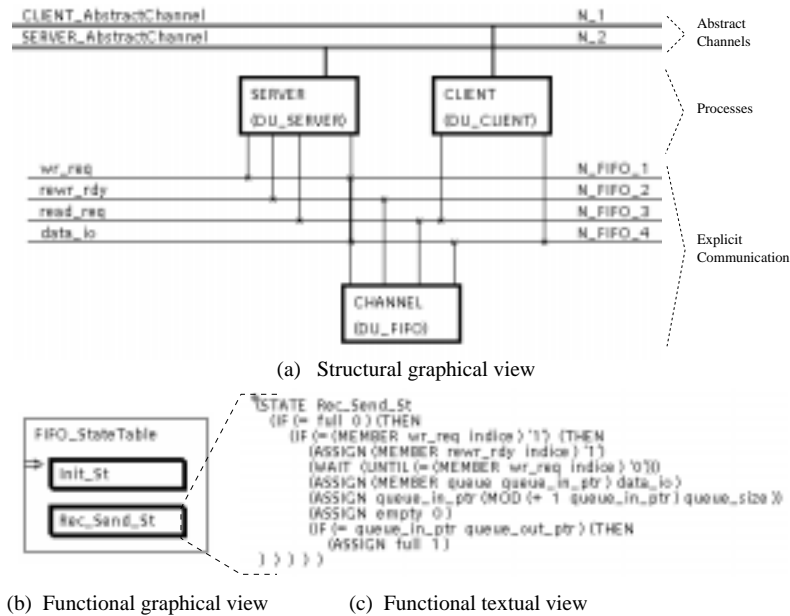 CLIENT_AbstractChannel N_1
SERVER_AbstractChannel N_2
Abstract
Channels
SERVER
(DU_SERVER)
CLIENT
(DU_CLIENT)
Processes
wr_req N_FIFO_1
rewr_rdy N_FIFO_2
read_req N_FIFO_3
data_io N_FIFO_4
Explicit
Communication
CHANNEL
(DU_FIFO)
(a) Structural graphical view
FIFO_StateTable
Init_St
Rec_Send_St
(STATE Rec_Send_St
(IF (= full 0 ) (THEN
(IF (= (MEMBER wr_req indice ) '1') (THEN
(ASSIGN (MEMBER rewr_rdy indice ) '1')
(WAIT (UNTIL (= (MEMBER wr_req indice ) '0')))
(ASSIGN (MEMBER queue queue_in_ptr ) data_io )
(ASSIGN queue_in_ptr (MOD (+ 1 queue_in_ptr ) queue_size ))
(ASSIGN empty 0 )
(IF (= queue_in_ptr queue_out_ptr ) (THEN
(ASSIGN full 1 )
) ) ) ) )
(b) Functional graphical view (c) Functional textual view